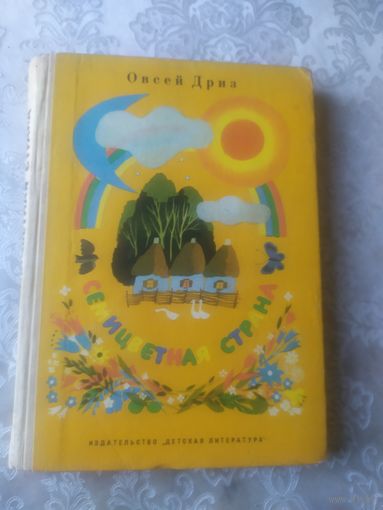 Овсей Дриз
СЕМИЦВЕТНАЯ СТРАНА
ИЗДАТЕЛЬСТВО „ДЕТСКАЯ ЛИТЕРАТУРА"